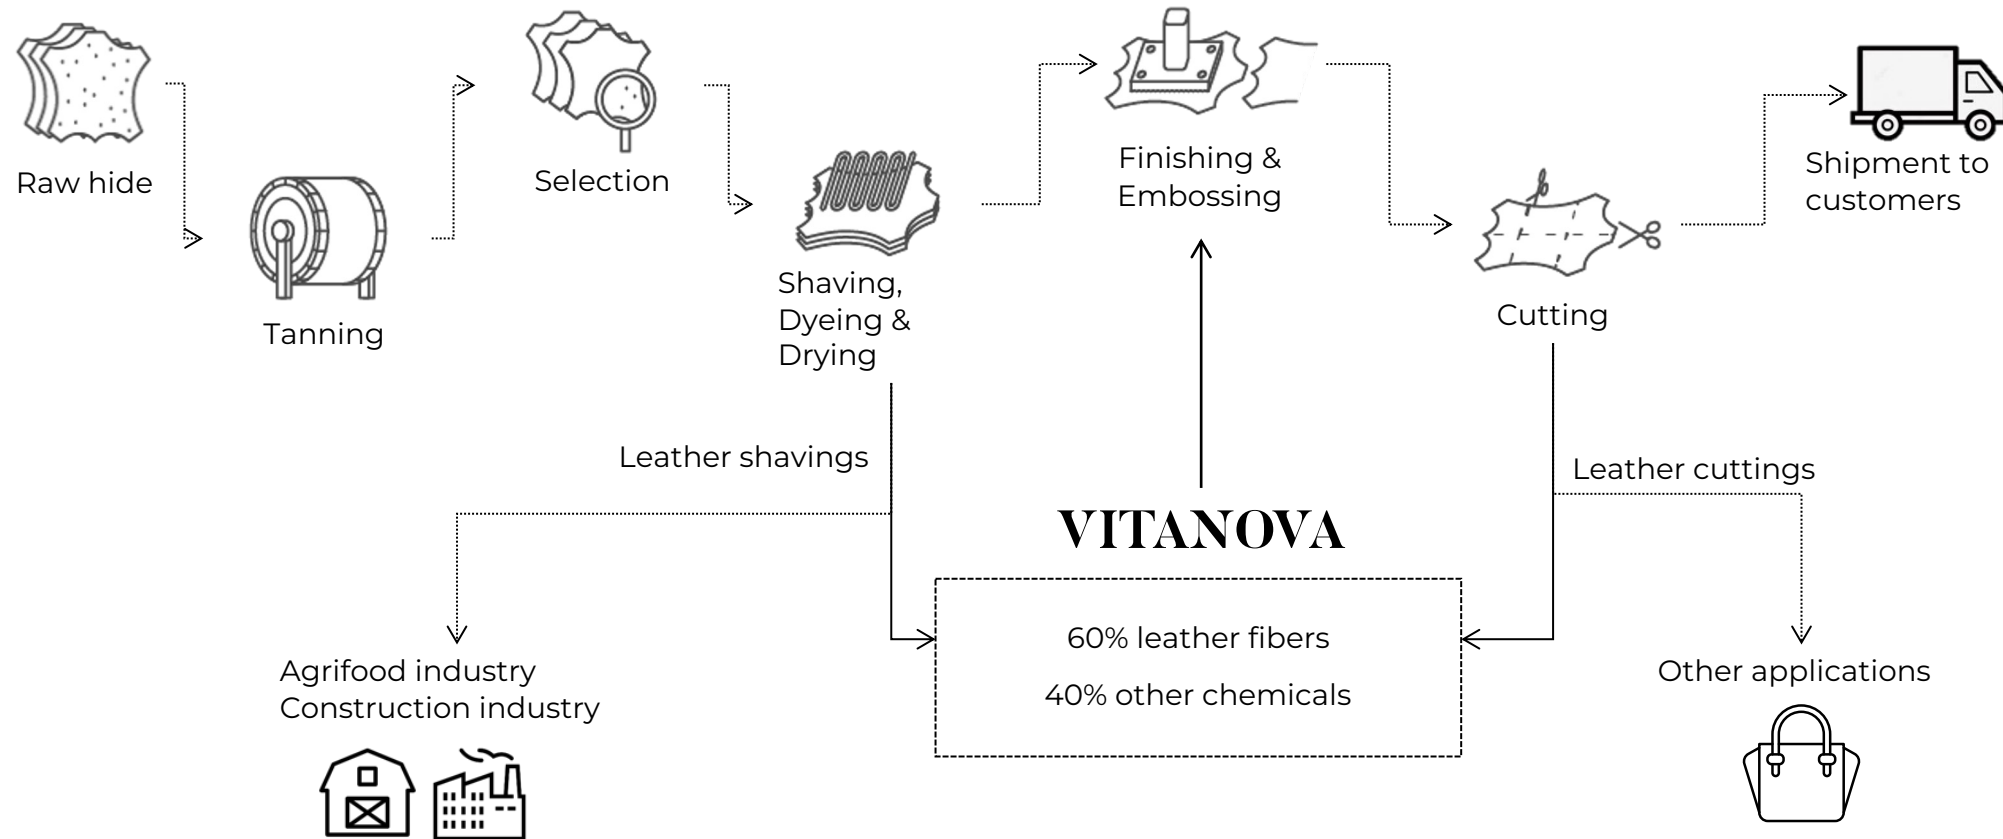 Raw hide
Tanning
Selection
Shaving,
Dyeing &
Drying
Finishing &
Embossing
Cutting
Shipment to
customers
Leather shavings
Leather cuttings
VITANOVA
60% leather fibers
40% other chemicals
Agrifood industry
Construction industry
Other applications